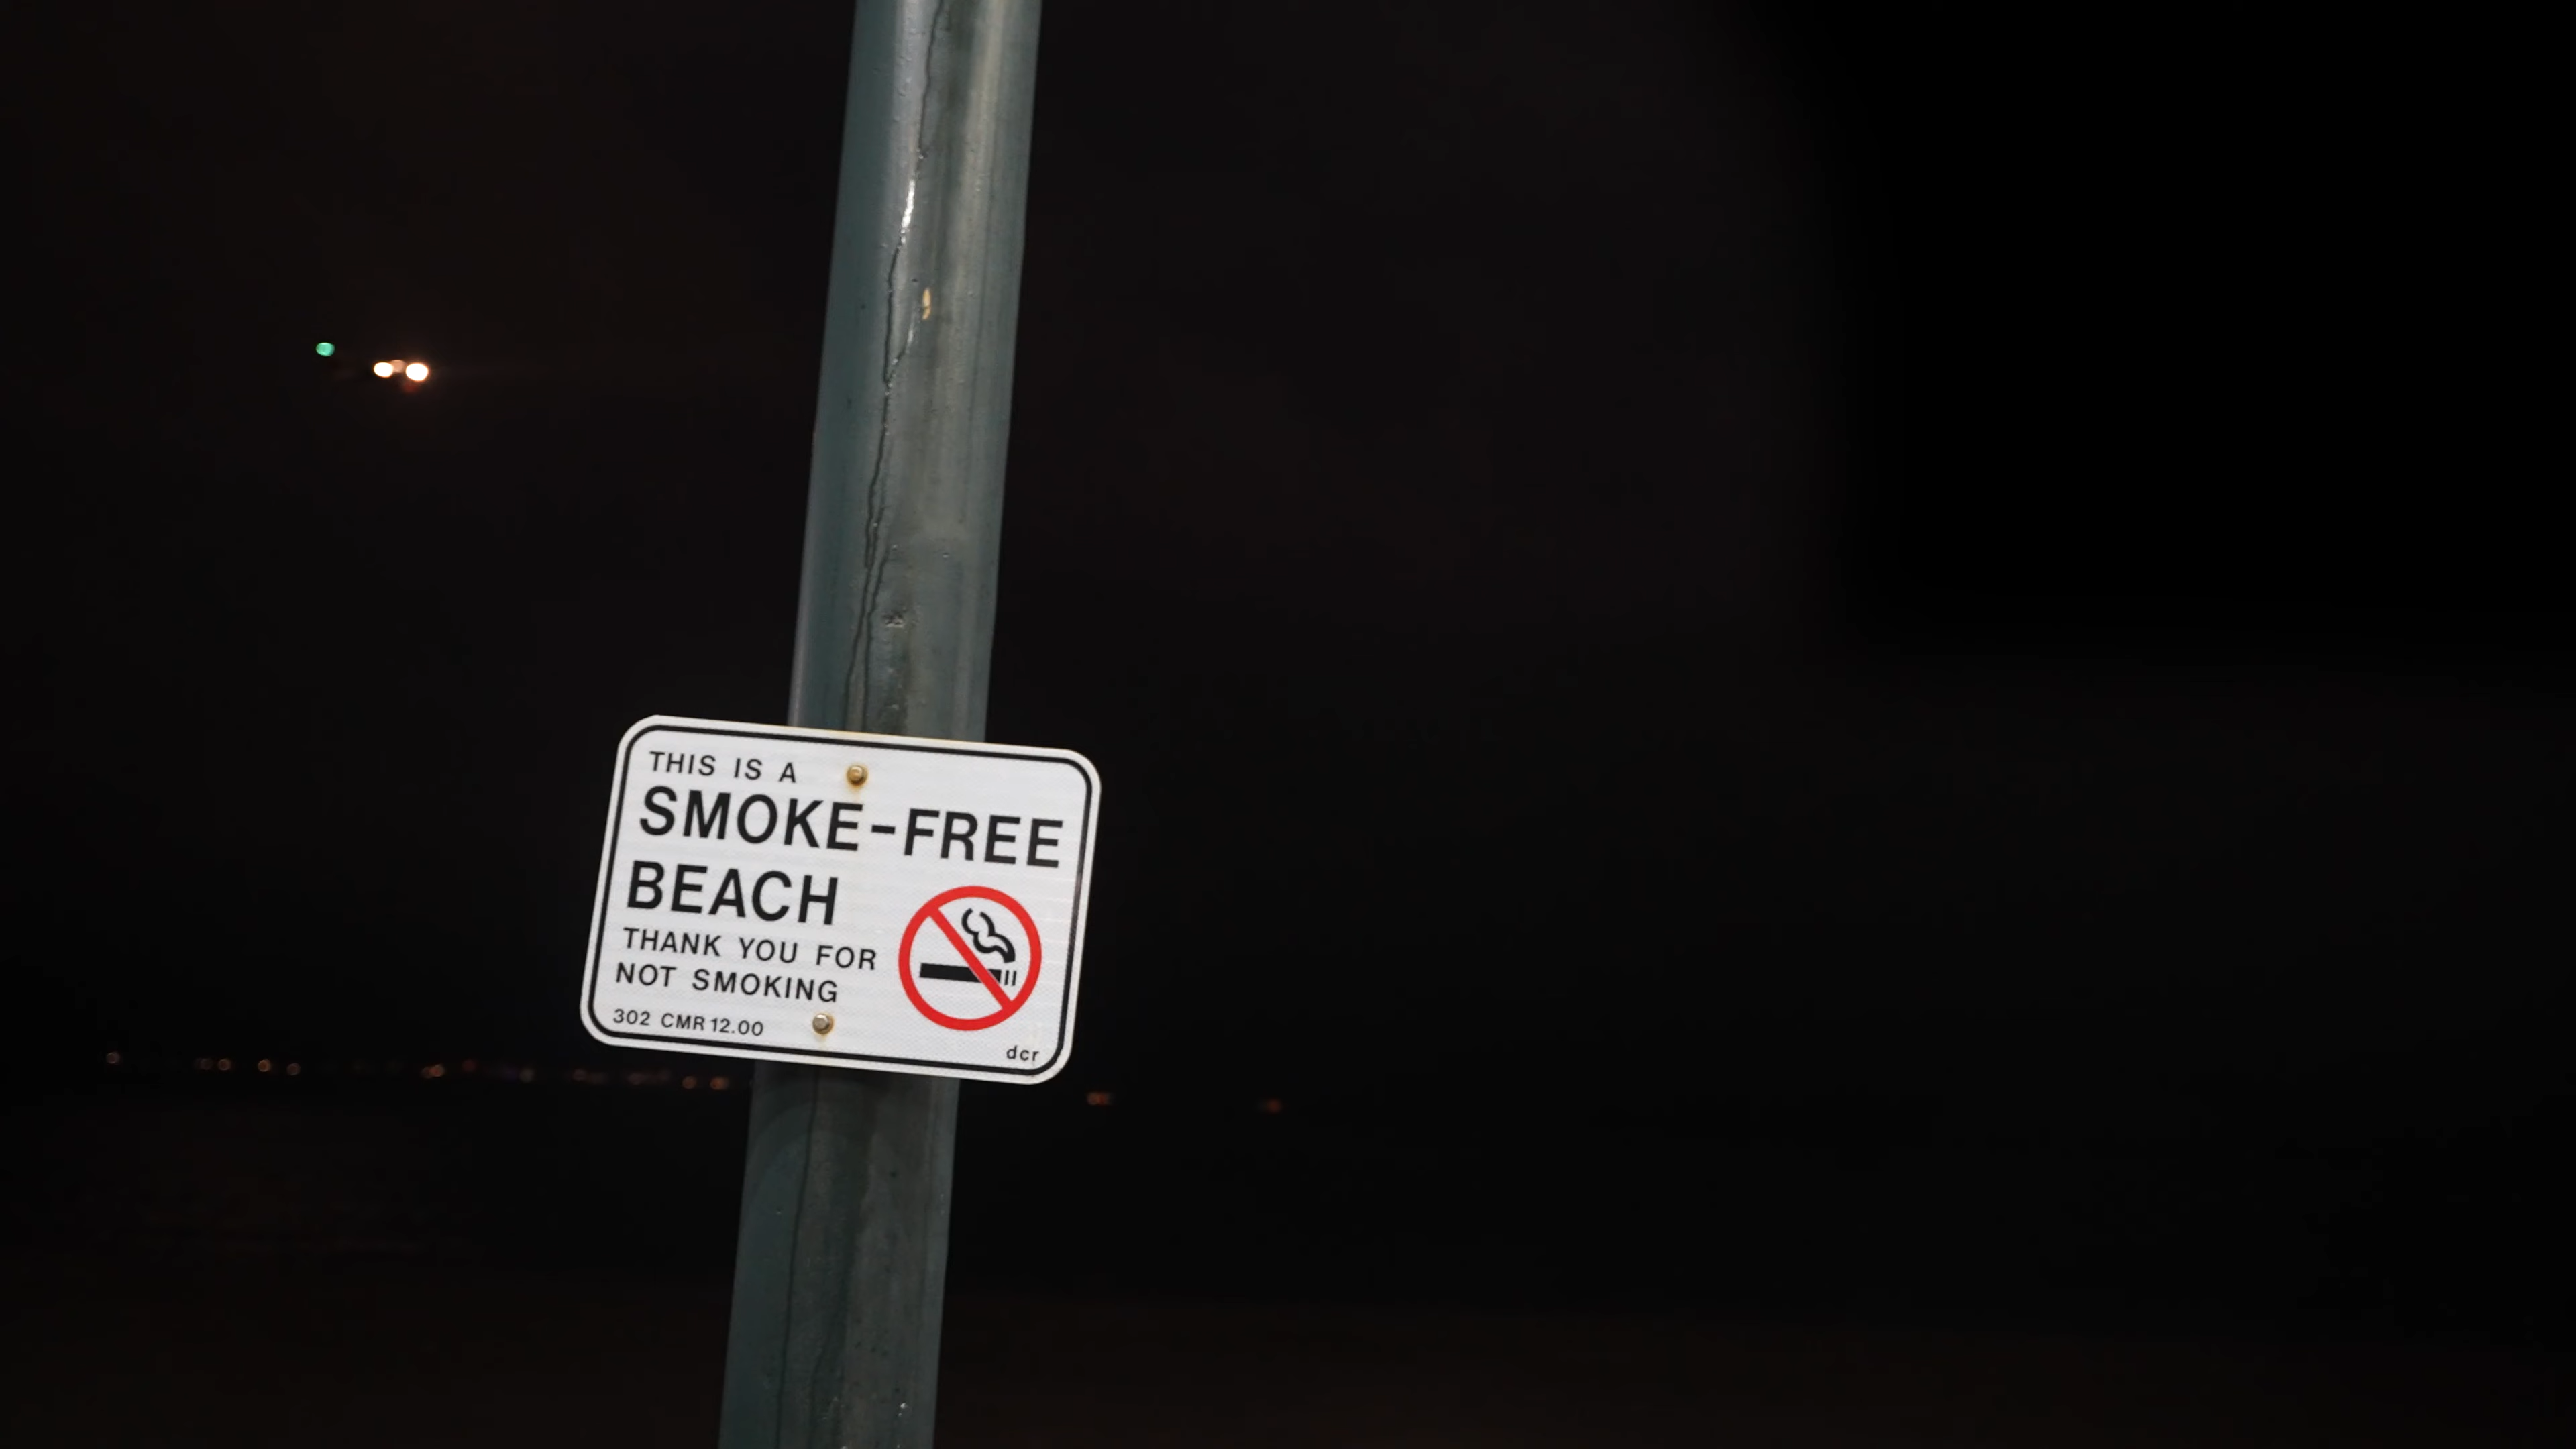 THIS IS A
SMOKE-FREE
BEACH
THANK YOU FOR
NOT SMOKING
302 CMR 12.00
dcr